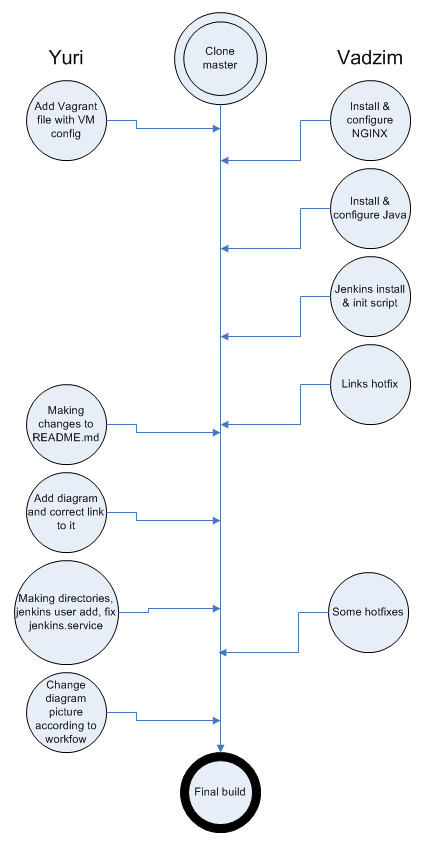 Yuri
Clone
master
Vadzim
Add Vagrant
file with VM
config
Install &
configure
NGINX
Install &
configure Java
Jenkins install
& init script
Links hotfix
Making
changes to
README.md
Add diagram
and correct link
to it
Making directories,
jenkins user add, fix
jenkins.service
Some hotfixes
Change
diagram
picture
according to
workfow
Final build